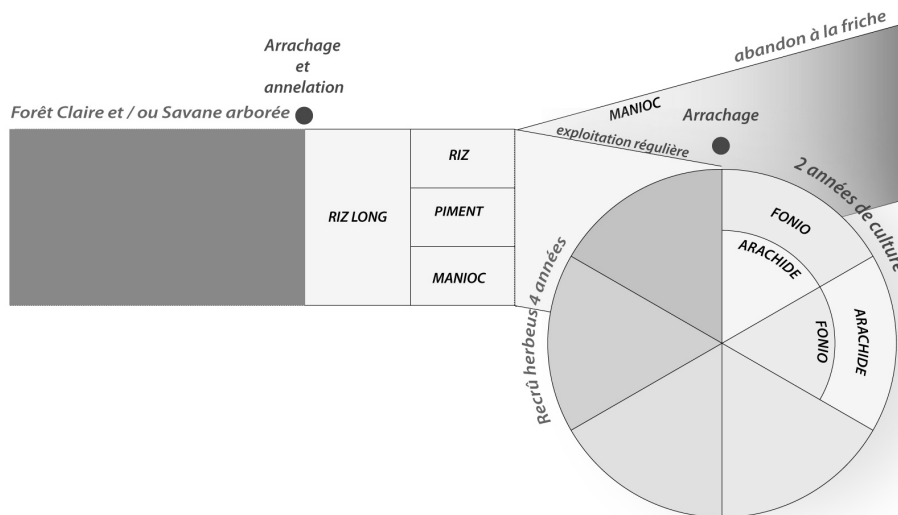 Arrachage
et
annelation
Forêt Claire et / ou Savane arborée
RIZ LONG
RIZ
PIMENT
MANIOC
abandon à la friche
MANIOC
exploitation régulière
Arrachage
2 années de culture
FONIO
ARACHIDE
ARACHIDE
FONIO
Recrû herbeus 4 années